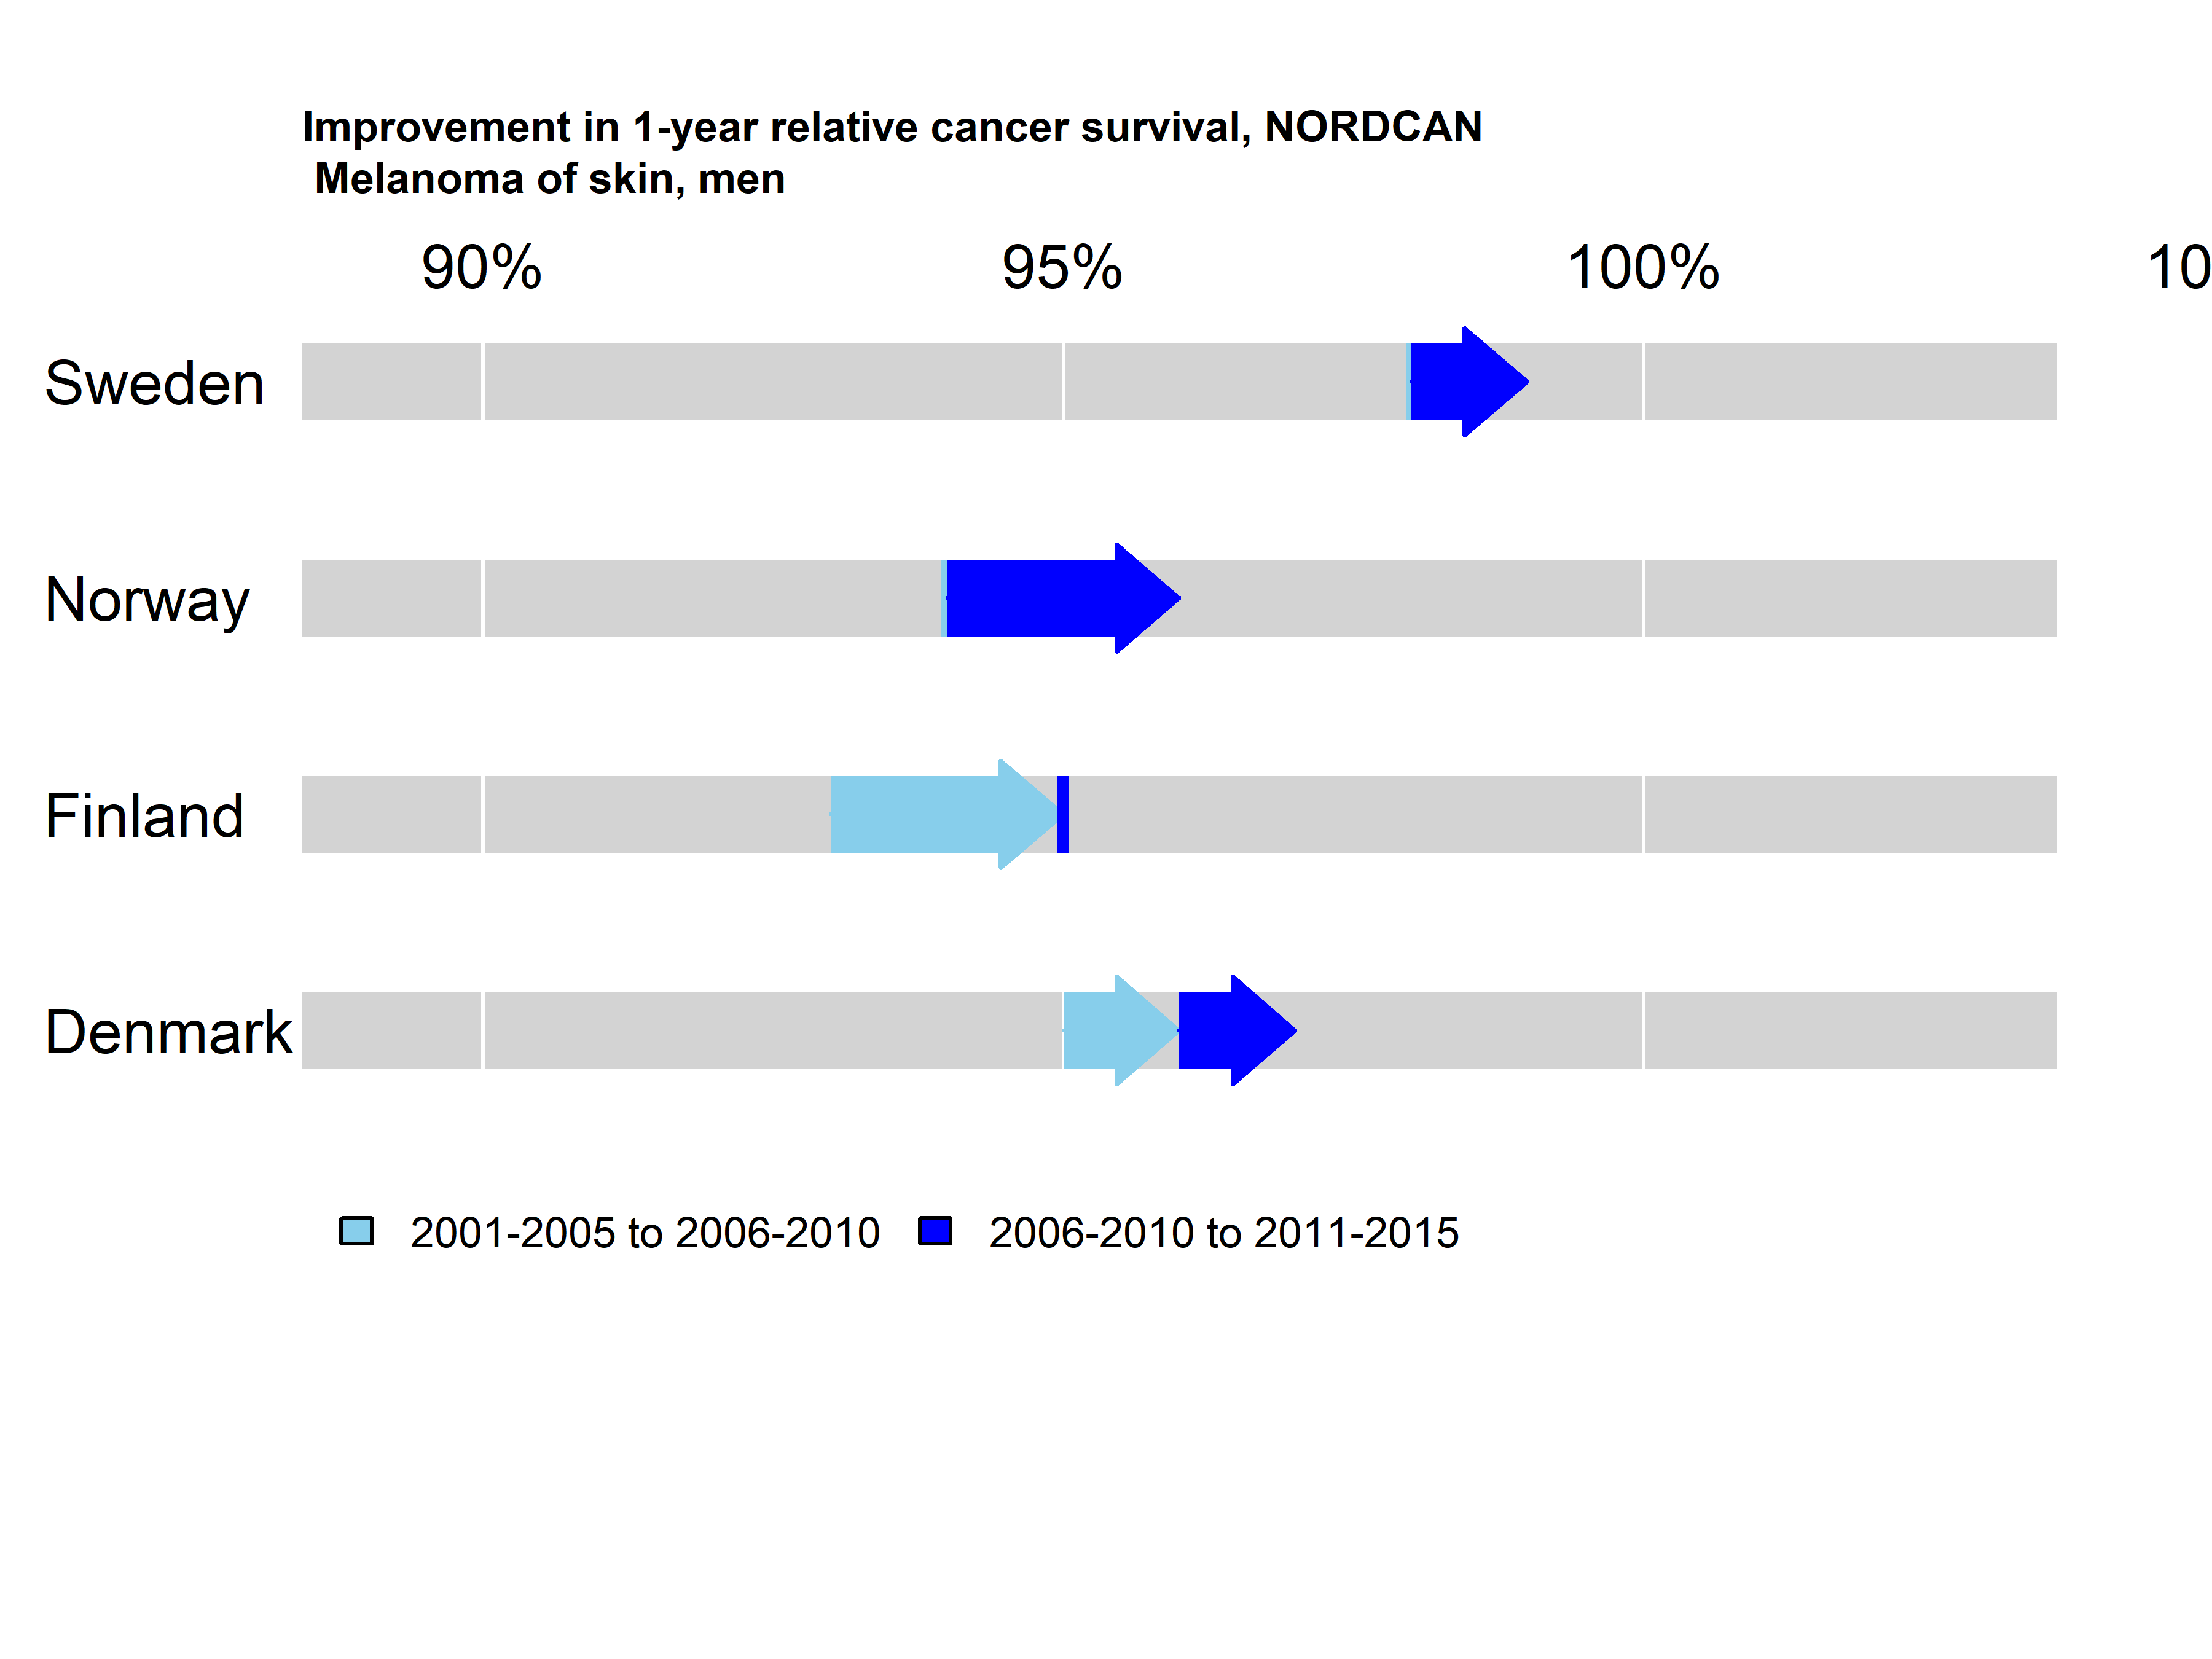 Improvement in 1-year relative cancer survival, NORDCAN
Melanoma of skin, men
90% 95% 100% 10
Sweden
Norway
Finland
Denmark
2001-2005 to 2006-2010 2006-2010 to 2011-2015